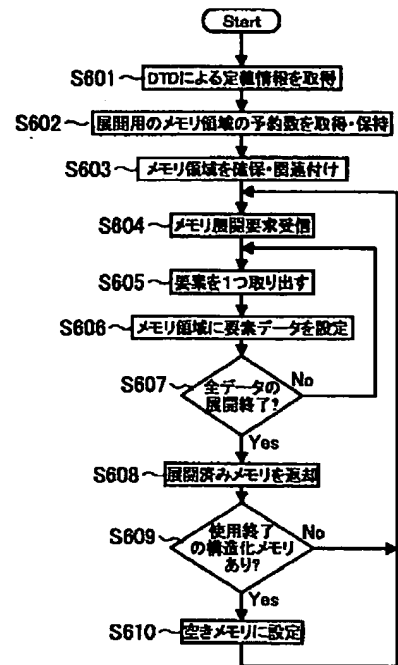 Start
S601 DTDによる定義情報を取得
S602 展開用のメモリ領域の予約数を取得・保持
S603 メモリ領域を確保・関連付け
S604 メモリ展開要求受信
S605 要素を1つ取り出す
S606 メモリ領域に要素データを設定
S607 全データの
展開終了?
No
Yes
S608 展開済みメモリを返却
S609 使用終了
の構造化メモリ
あり?
No
Yes
S610 空きメモリに設定